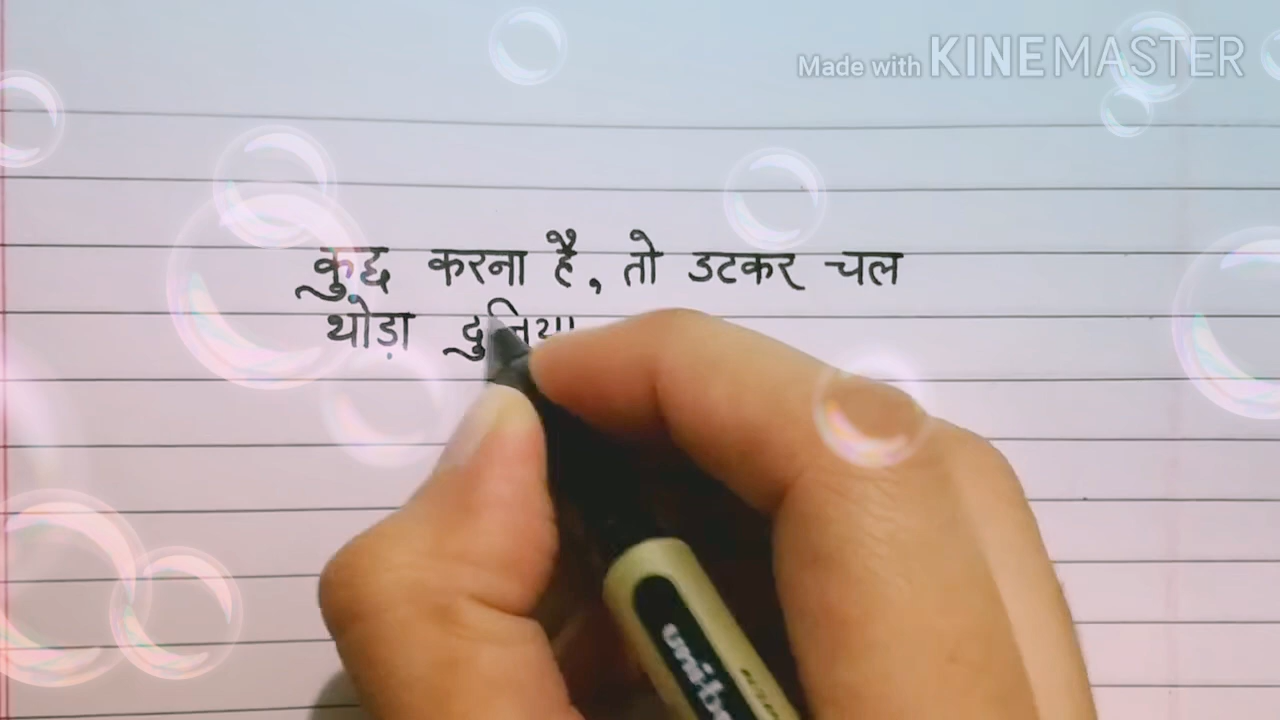 Made with KINEMASTER
कुछ करना है, तो डटकर चल
थोड़ा दुनिया